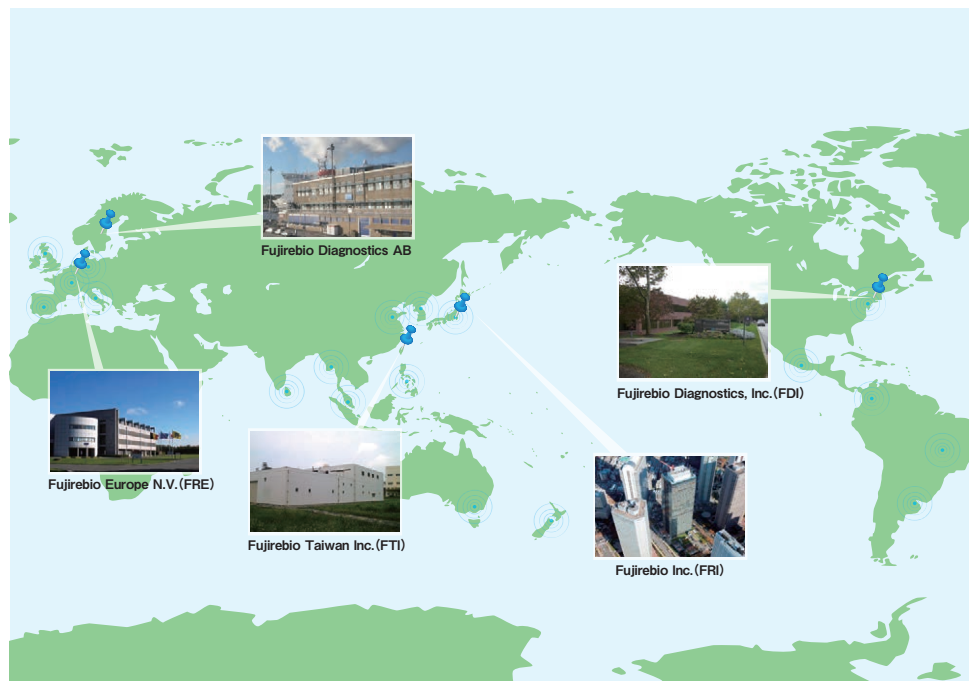 Fujirebio Diagnostics AB
Fujirebio Diagnostics, Inc.(FDI)
Fujirebio Europe N.V.(FRE)
Fujirebio Taiwan Inc.(FTI)
Fujirebio Inc.(FRI)